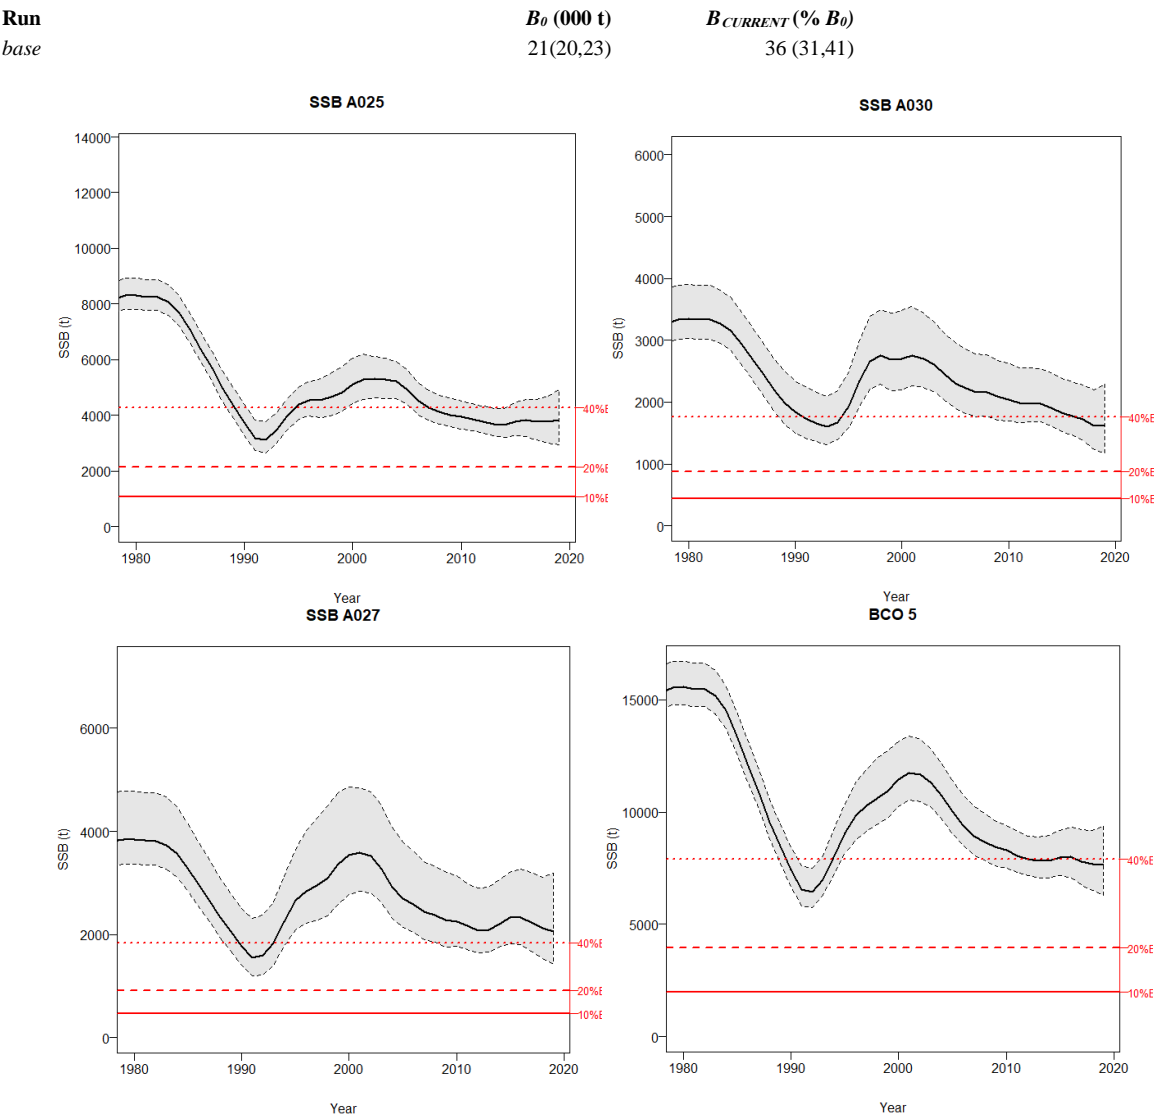 Run B₀ (000 t) B_CURRENT (% B₀)
base 21(20,23) 36 (31,41)
SSB A025
14000
12000
10000
8000
6000
4000
2000
0
SSB (t)
40%E
20%E
10%E
1980 1990 2000 2010 2020
Year
SSB A030
6000
5000
4000
3000
2000
1000
0
SSB (t)
40%E
20%E
10%E
1980 1990 2000 2010 2020
Year
SSB A027
6000
4000
2000
0
SSB (t)
40%E
20%E
10%E
1980 1990 2000 2010 2020
Year
BCO 5
15000
10000
5000
0
SSB (t)
40%E
20%E
10%E
1980 1990 2000 2010 2020
Year